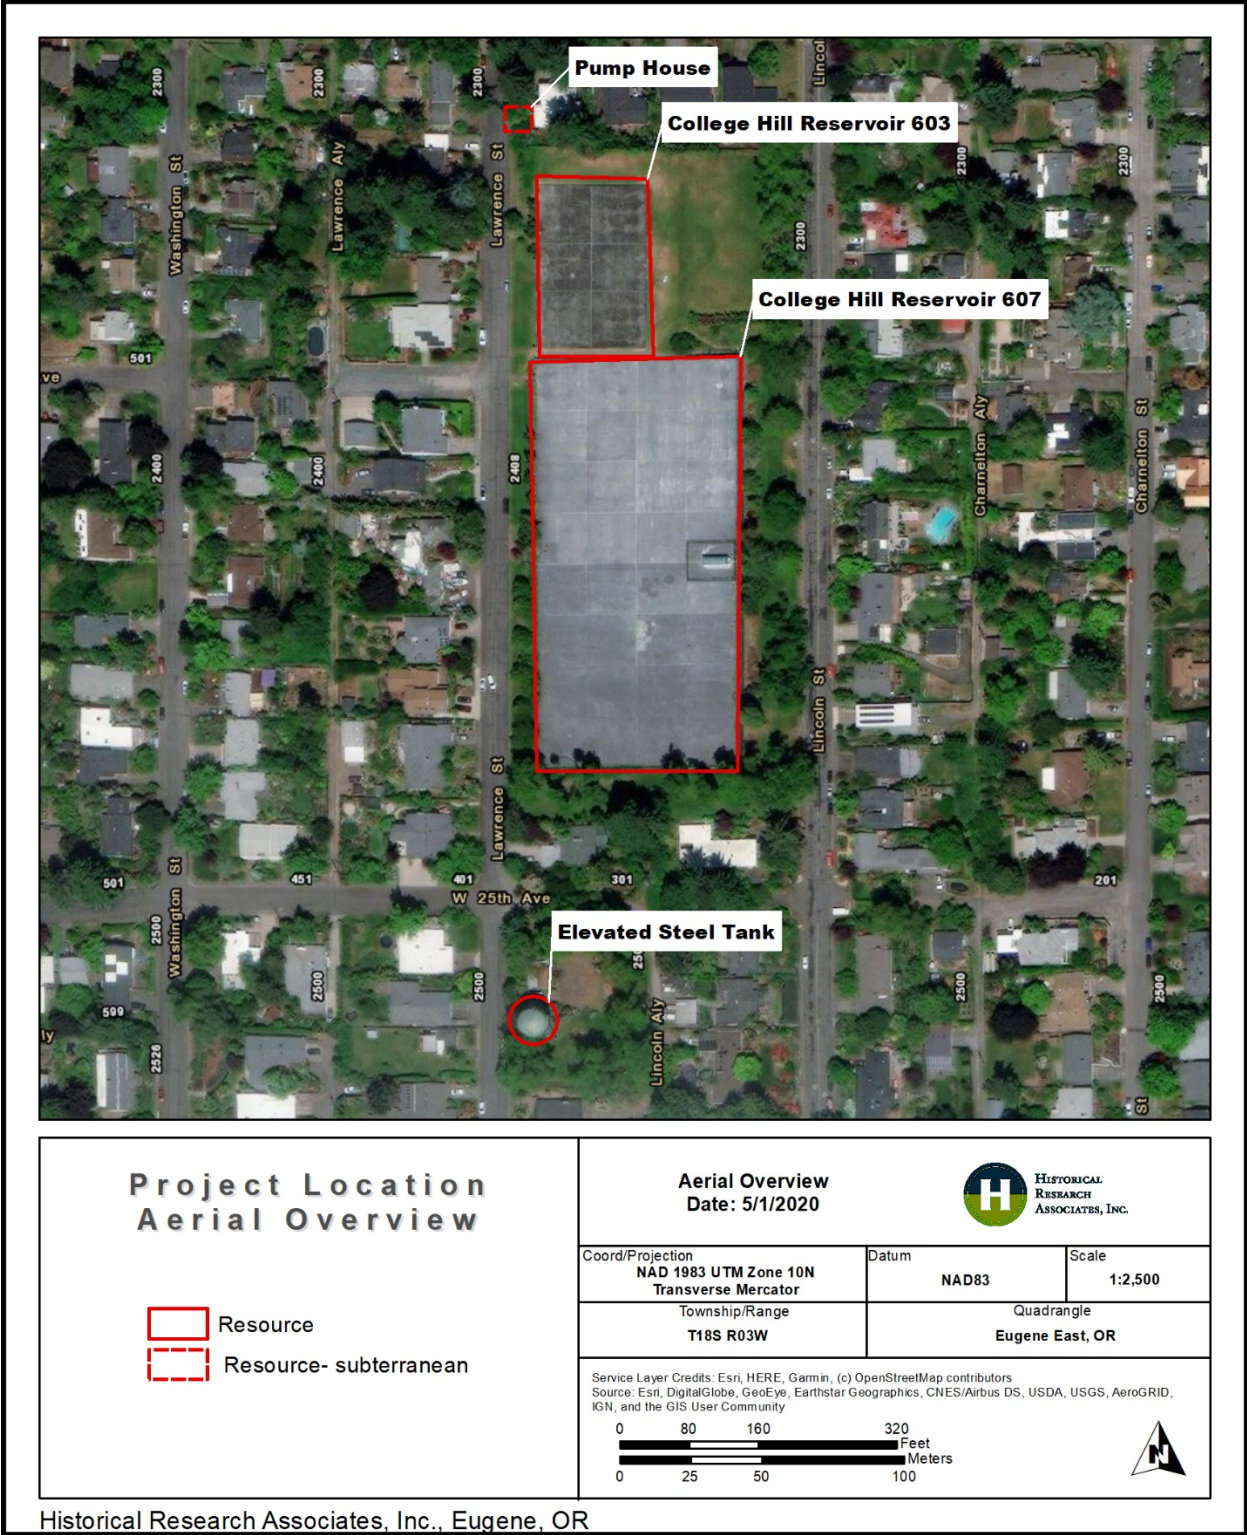 Pump House
College Hill Reservoir 603
College Hill Reservoir 607
Elevated Steel Tank
2300
2300
2300
Lincol
Washington St
Lawrence Aly
Lawrence St
2300
2300
2300
501
ve
2400
2400
2408
Charnelton Aly
Charnelton St
Lincoln St
Lawrence St
Washington St
501
451
401
301
201
W 25th Ave
2500
2500
2500
2500
2500
599
ly
2526
Lincoln Aly
St
Project Location
Aerial Overview
Resource
Resource- subterranean
Aerial Overview
Date: 5/1/2020
H
HISTORICAL
RESEARCH
ASSOCIATES, INC.
Coord/Projection
NAD 1983 UTM Zone 10N
Transverse Mercator
Datum
NAD83
Scale
1:2,500
Township/Range
T18S R03W
Quadrangle
Eugene East, OR
Service Layer Credits: Esri, HERE, Garmin, (c) OpenStreetMap contributors
Source: Esri, DigitalGlobe, GeoEye, Earthstar Geographics, CNES/Airbus DS, USDA, USGS, AeroGRID,
IGN, and the GIS User Community
0 80 160 320
Feet
Meters
0 25 50 100
N
Historical Research Associates, Inc., Eugene, OR